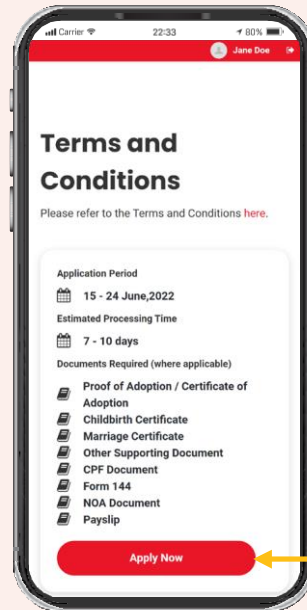 Carrier 22:33 80%
Jane Doe
Terms and
Conditions
Please refer to the Terms and Conditions here.
Application Period
15 - 24 June,2022
Estimated Processing Time
7 - 10 days
Documents Required (where applicable)
Proof of Adoption / Certificate of
Adoption
Childbirth Certificate
Marriage Certificate
Other Supporting Document
CPF Document
Form 144
NOA Document
Payslip
Apply Now